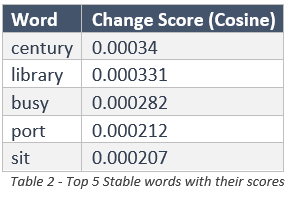 Word Change Score (Cosine)
century 0.00034
library 0.000331
busy 0.000282
port 0.000212
sit 0.000207
Table 2 - Top 5 Stable words with their scores